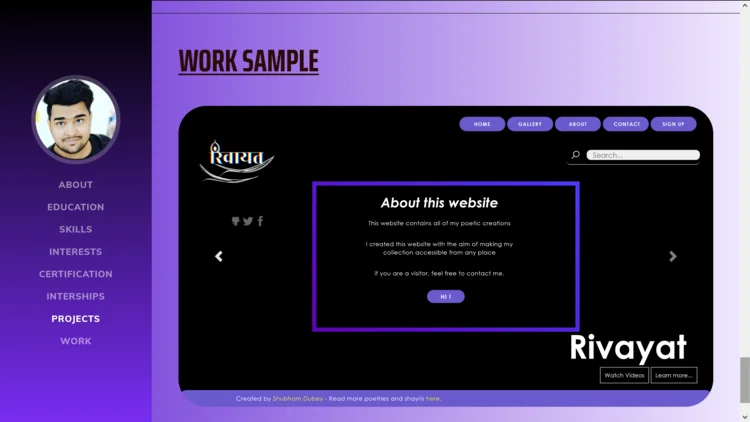 WORK SAMPLE
ABOUT
EDUCATION
SKILLS
INTERESTS
CERTIFICATION
INTERSHIPS
PROJECTS
WORK
HOME
GALLERY
ABOUT
CONTACT
SIGN UP
रिवायत
Search...
About this website
This website contains all of my poetic creations
I created this website with the aim of making my
collection accessible from any place
If you are a visitor, feel free to contact me.
HI !
Rivayat
Watch Videos
Learn more...
Created by Shubham Dubey - Read more poetries and shayris here.